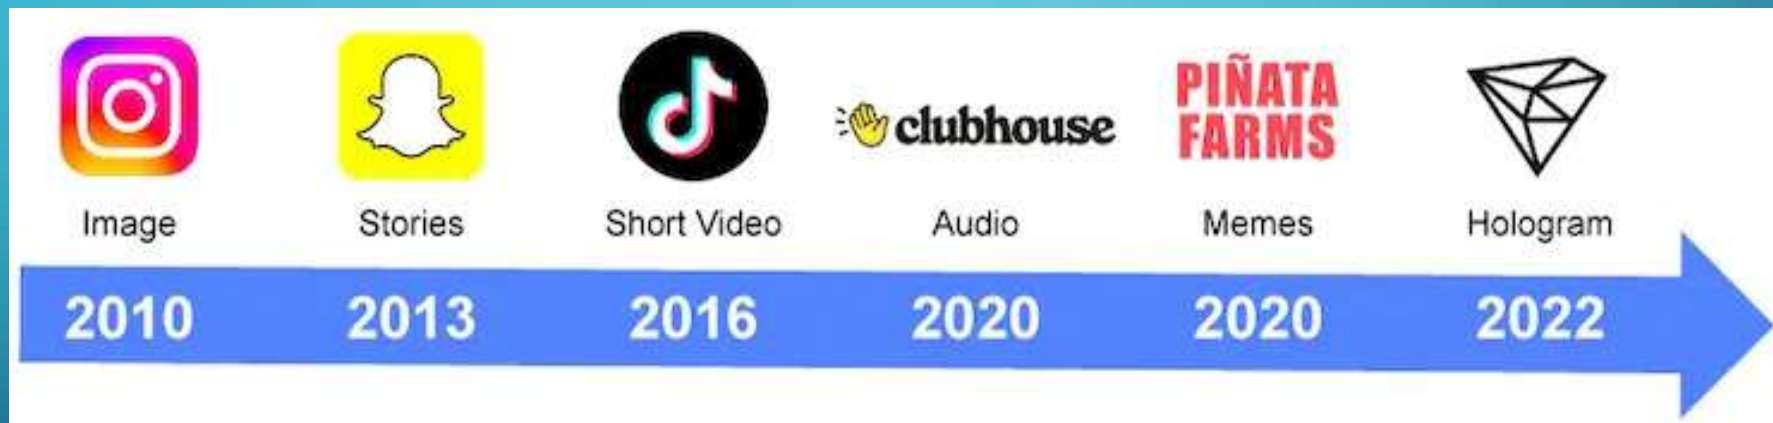 clubhouse
PIÑATA
FARMS
Image
Stories
Short Video
Audio
Memes
Hologram
2010
2013
2016
2020
2020
2022